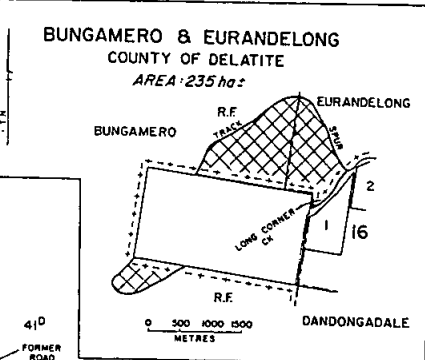 BUNGAMERO & EURANDELONG
COUNTY OF DELATITE
AREA: 235 ha±
R.F.
EURANDELONG
BUNGAMERO
TRACK
SPUR
2
LONG CORNER
CK
1
16
R.F.
0 500 1000 1500
METRES
DANDONGADALE
41D
FORMER
ROAD